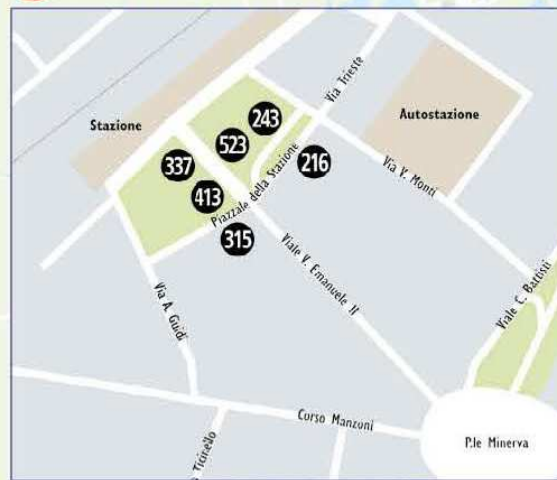 Stazione
Via Trieste
Autostazione
243
523
337
216
413
Piazzale della Stazione
Via V. Monti
315
Viale V. Emanuele II
Via A. Guidi
Viale C. Battisti
Corso Manzoni
P.le Minerva
Ticinello